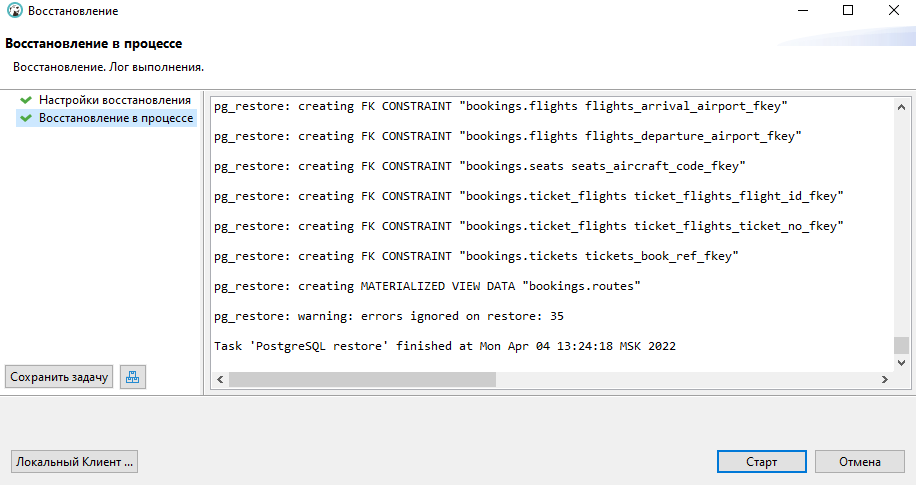 Восстановление
Восстановление в процессе
Восстановление. Лог выполнения.
Настройки восстановления
Восстановление в процессе
pg_restore: creating FK CONSTRAINT "bookings.flights flights_arrival_airport_fkey"
pg_restore: creating FK CONSTRAINT "bookings.flights flights_departure_airport_fkey"
pg_restore: creating FK CONSTRAINT "bookings.seats seats_aircraft_code_fkey"
pg_restore: creating FK CONSTRAINT "bookings.ticket_flights ticket_flights_flight_id_fkey"
pg_restore: creating FK CONSTRAINT "bookings.ticket_flights ticket_flights_ticket_no_fkey"
pg_restore: creating FK CONSTRAINT "bookings.tickets tickets_book_ref_fkey"
pg_restore: creating MATERIALIZED VIEW DATA "bookings.routes"
pg_restore: warning: errors ignored on restore: 35
Task 'PostgreSQL restore' finished at Mon Apr 04 13:24:18 MSK 2022
Сохранить задачу
Локальный Клиент ...
Старт
Отмена